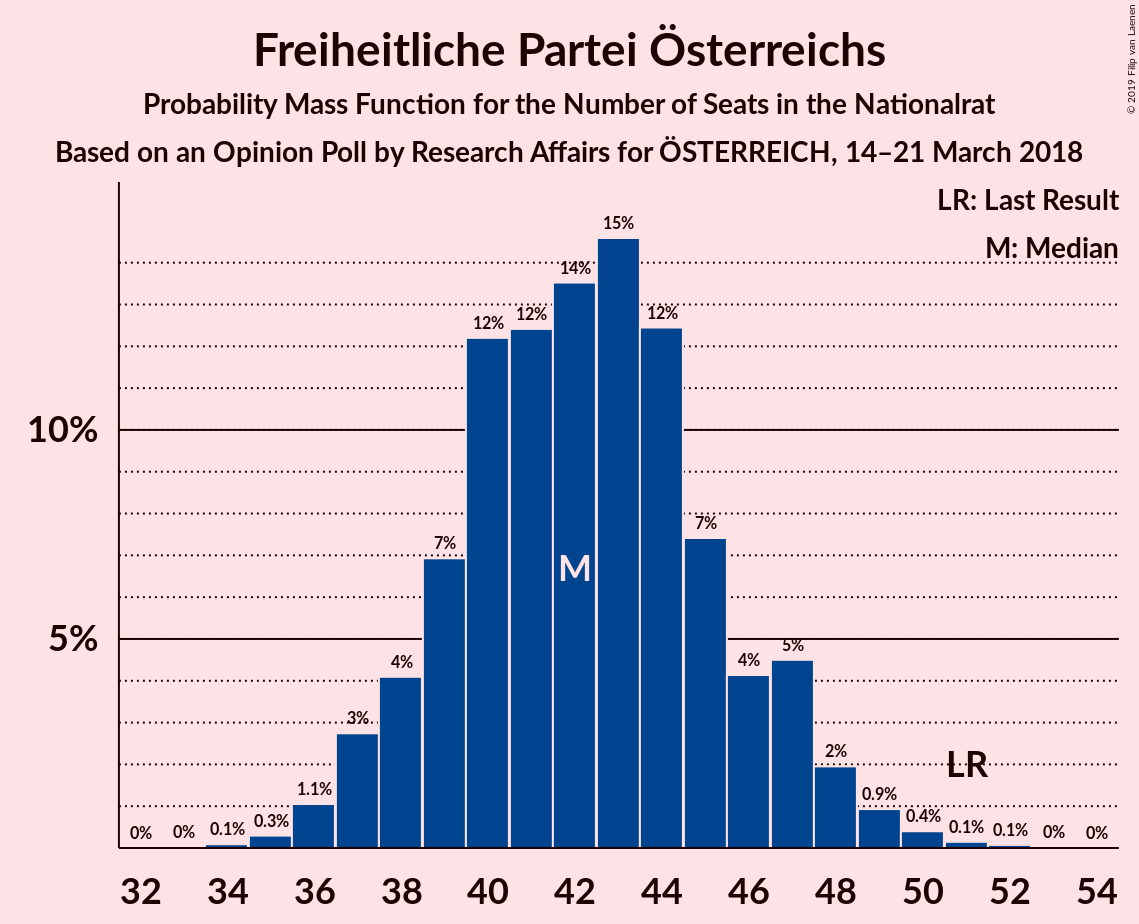 Freiheitliche Partei Österreichs
Probability Mass Function for the Number of Seats in the Nationalrat
Based on an Opinion Poll by Research Affairs for ÖSTERREICH, 14–21 March 2018
© 2019 Filip van Laenen
LR: Last Result
M: Median
10%
5%
0% 0% 0.1% 0.3% 1.1% 3% 4% 7% 12% 12% 14% 15% 12% 7% 4% 5% 2% 0.9% 0.4% 0.1% 0.1% 0% 0%
M
LR
32 34 36 38 40 42 44 46 48 50 52 54